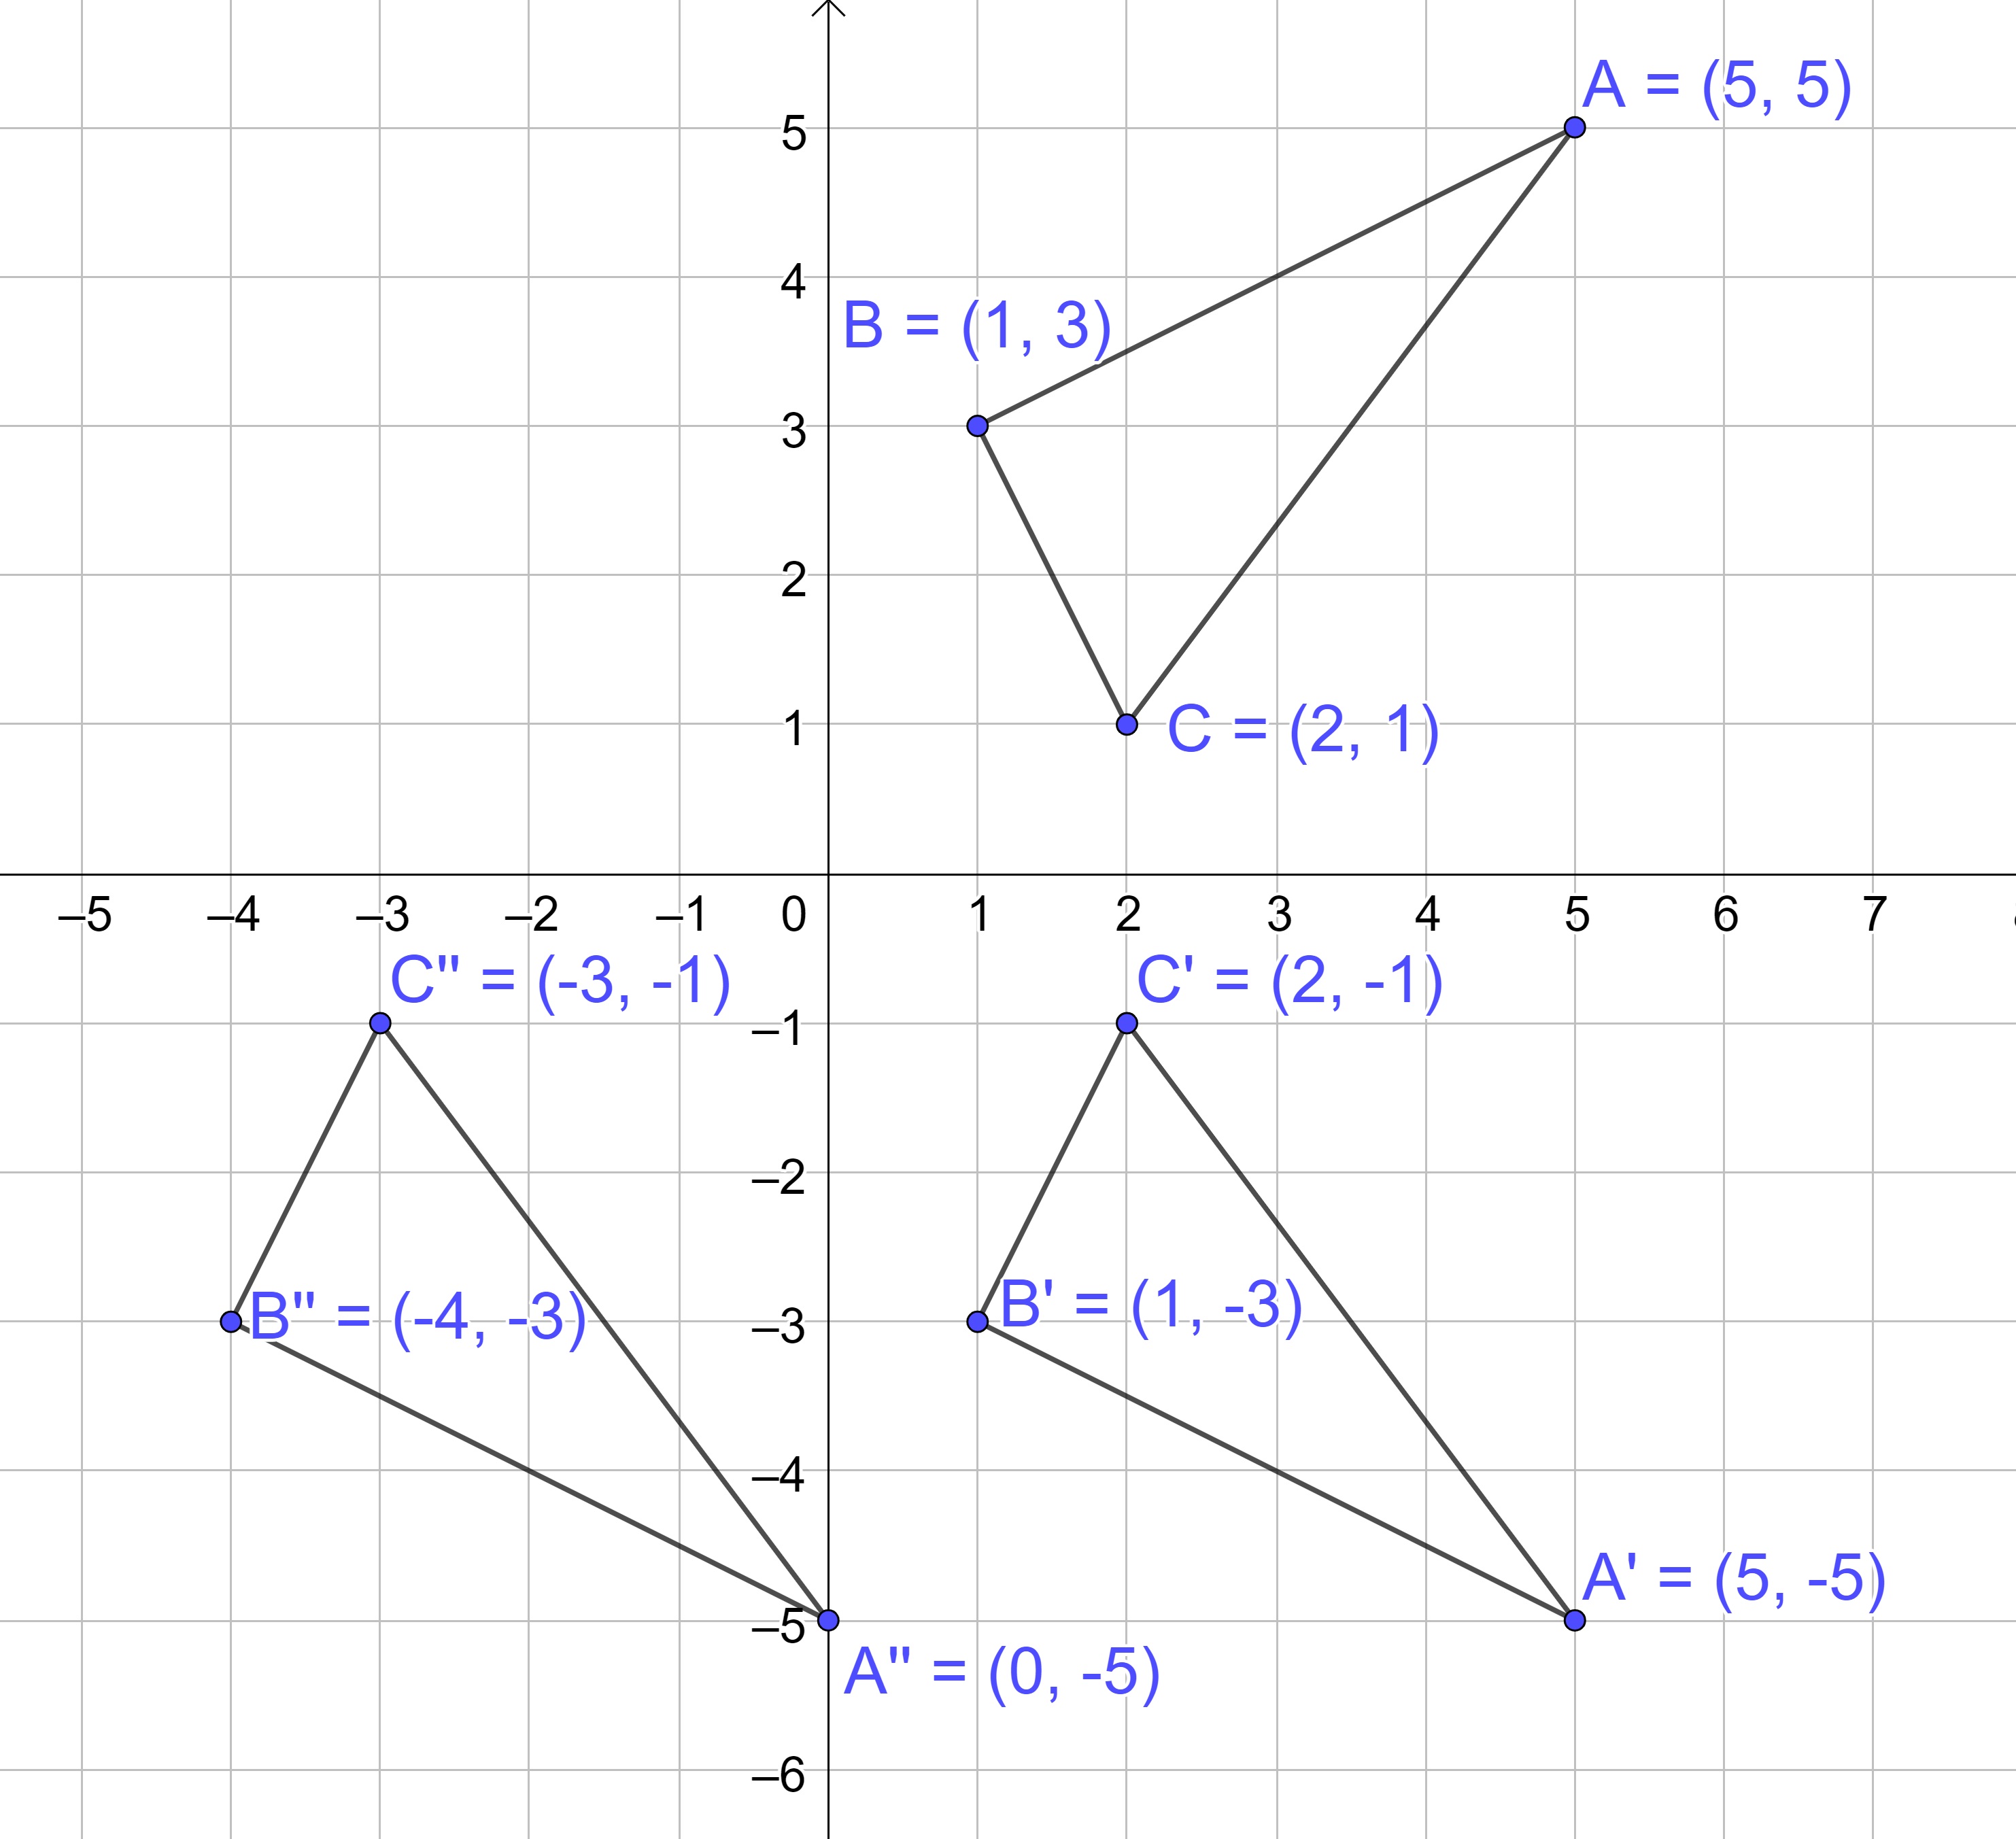 A = (5, 5)
5
4
B = (1, 3)
3
2
1
C = (2, 1)
–5 –4 –3 –2 –1 0 1 2 3 4 5 6 7
C" = (-3, -1)
C' = (2, -1)
–1
–2
B" = (-4, -3)
B' = (1, -3)
–3
–4
A' = (5, -5)
–5
A" = (0, -5)
–6